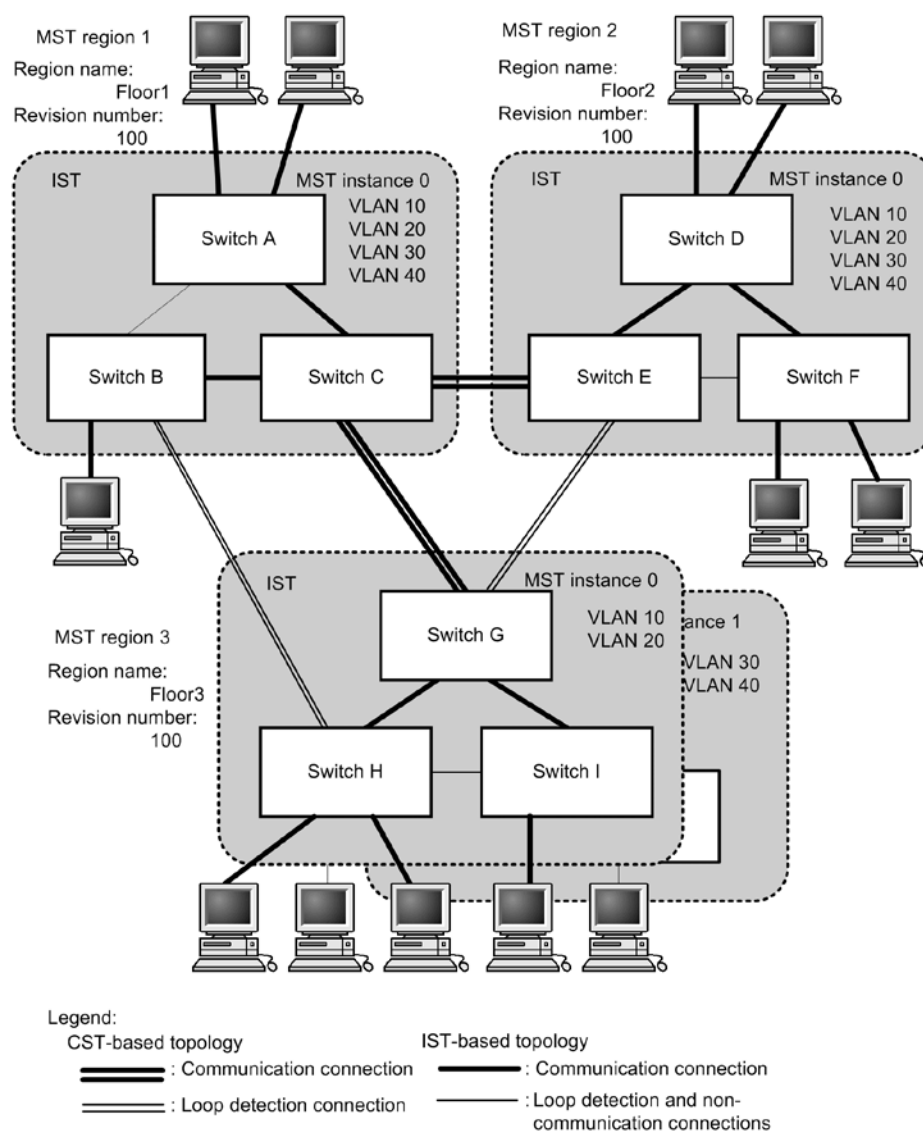 MST region 1
Region name:
Floor1
Revision number:
100
MST region 2
Region name:
Floor2
Revision number:
100
IST
MST instance 0
VLAN 10
VLAN 20
VLAN 30
VLAN 40
Switch A
Switch B
Switch C
IST
MST instance 0
VLAN 10
VLAN 20
VLAN 30
VLAN 40
Switch D
Switch E
Switch F
MST region 3
Region name:
Floor3
Revision number:
100
IST
MST instance 0
VLAN 10
VLAN 20
Switch G
ance 1
VLAN 30
VLAN 40
Switch H
Switch I
Legend:
CST-based topology
: Communication connection
: Loop detection connection
IST-based topology
: Communication connection
: Loop detection and non-
communication connections